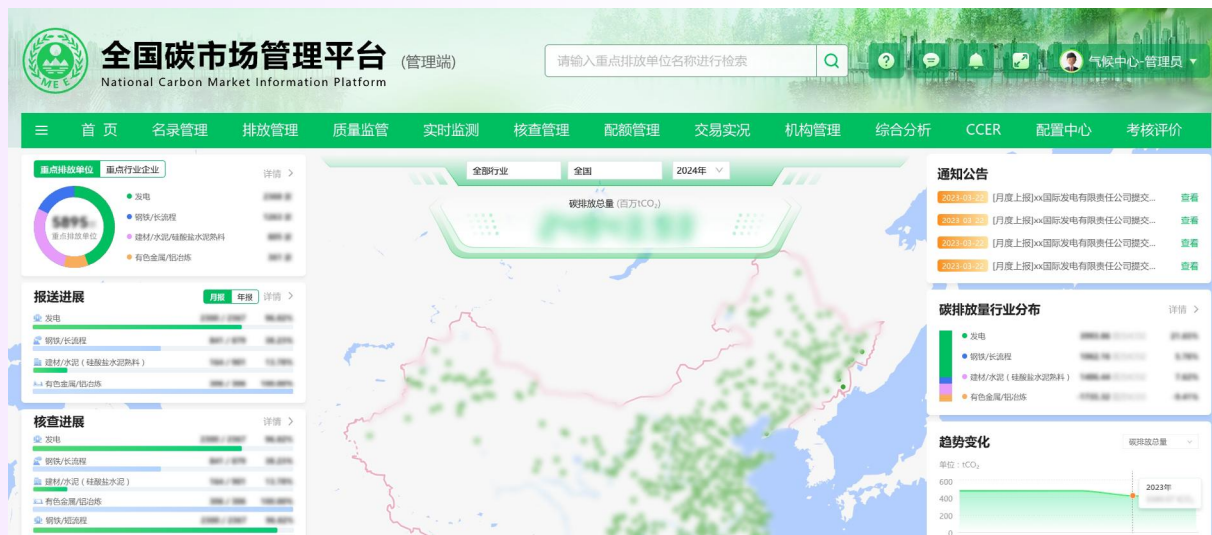 全国碳市场管理平台 (管理端)
National Carbon Market Information Platform
MEE
请输入重点排放单位名称进行检索
气候中心-管理员
首 页 名录管理 排放管理 质量监管 实时监测 核查管理 配额管理 交易实况 机构管理 综合分析 CCER 配置中心 考核评价
重点排放单位 重点行业企业 详情 >
重点排放单位
发电
钢铁/长流程
建材/水泥/硅酸盐水泥熟料
有色金属/铝冶炼
报送进展 月报 年报 详情 >
发电
钢铁/长流程
建材/水泥（硅酸盐水泥熟料）
有色金属/铝冶炼
核查进展 详情 >
发电
钢铁/长流程
建材/水泥（硅酸盐水泥）
有色金属/铝冶炼
钢铁/短流程
全部行业 全国 2024年
碳排放总量 (百万tCO₂)
通知公告
2023-03-22 [月度上报]xx国际发电有限责任公司提交... 查看
2023-03-22 [月度上报]xx国际发电有限责任公司提交... 查看
2023-03-22 [月度上报]xx国际发电有限责任公司提交... 查看
2023-03-22 [月度上报]xx国际发电有限责任公司提交... 查看
碳排放量行业分布 详情 >
发电
钢铁/长流程
建材/水泥（硅酸盐水泥熟料）
有色金属/铝冶炼
趋势变化 碳排放总量
单位：tCO₂
600
400
200
0
2023年